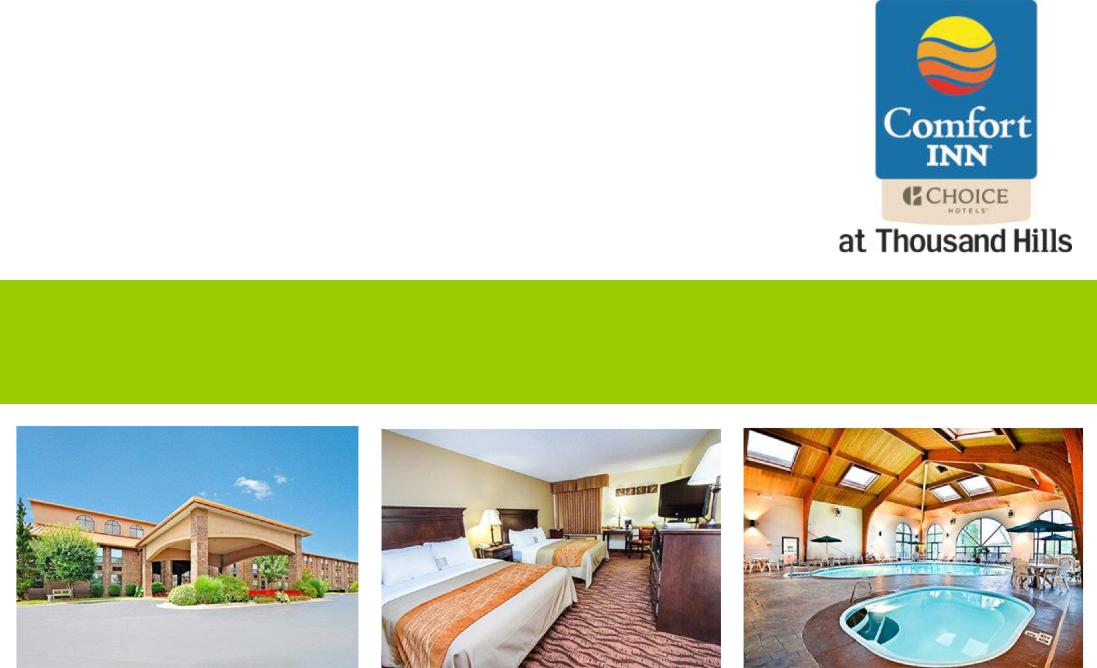 Comfort
INN
CHOICE
HOTELS
at Thousand Hills